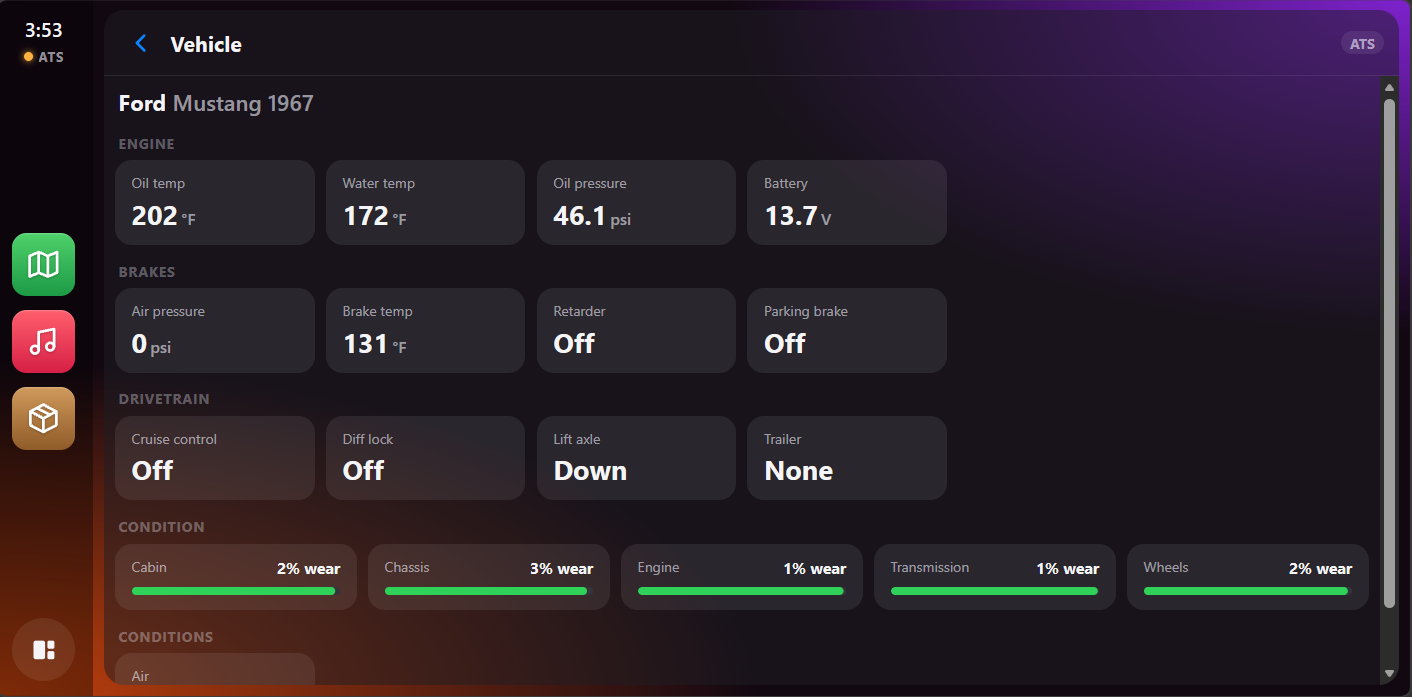 3:53
ATS
Vehicle
ATS
Ford Mustang 1967
ENGINE
Oil temp
202 °F
Water temp
172 °F
Oil pressure
46.1 psi
Battery
13.7 V
BRAKES
Air pressure
0 psi
Brake temp
131 °F
Retarder
Off
Parking brake
Off
DRIVETRAIN
Cruise control
Off
Diff lock
Off
Lift axle
Down
Trailer
None
CONDITION
Cabin 2% wear
Chassis 3% wear
Engine 1% wear
Transmission 1% wear
Wheels 2% wear
CONDITIONS
Air